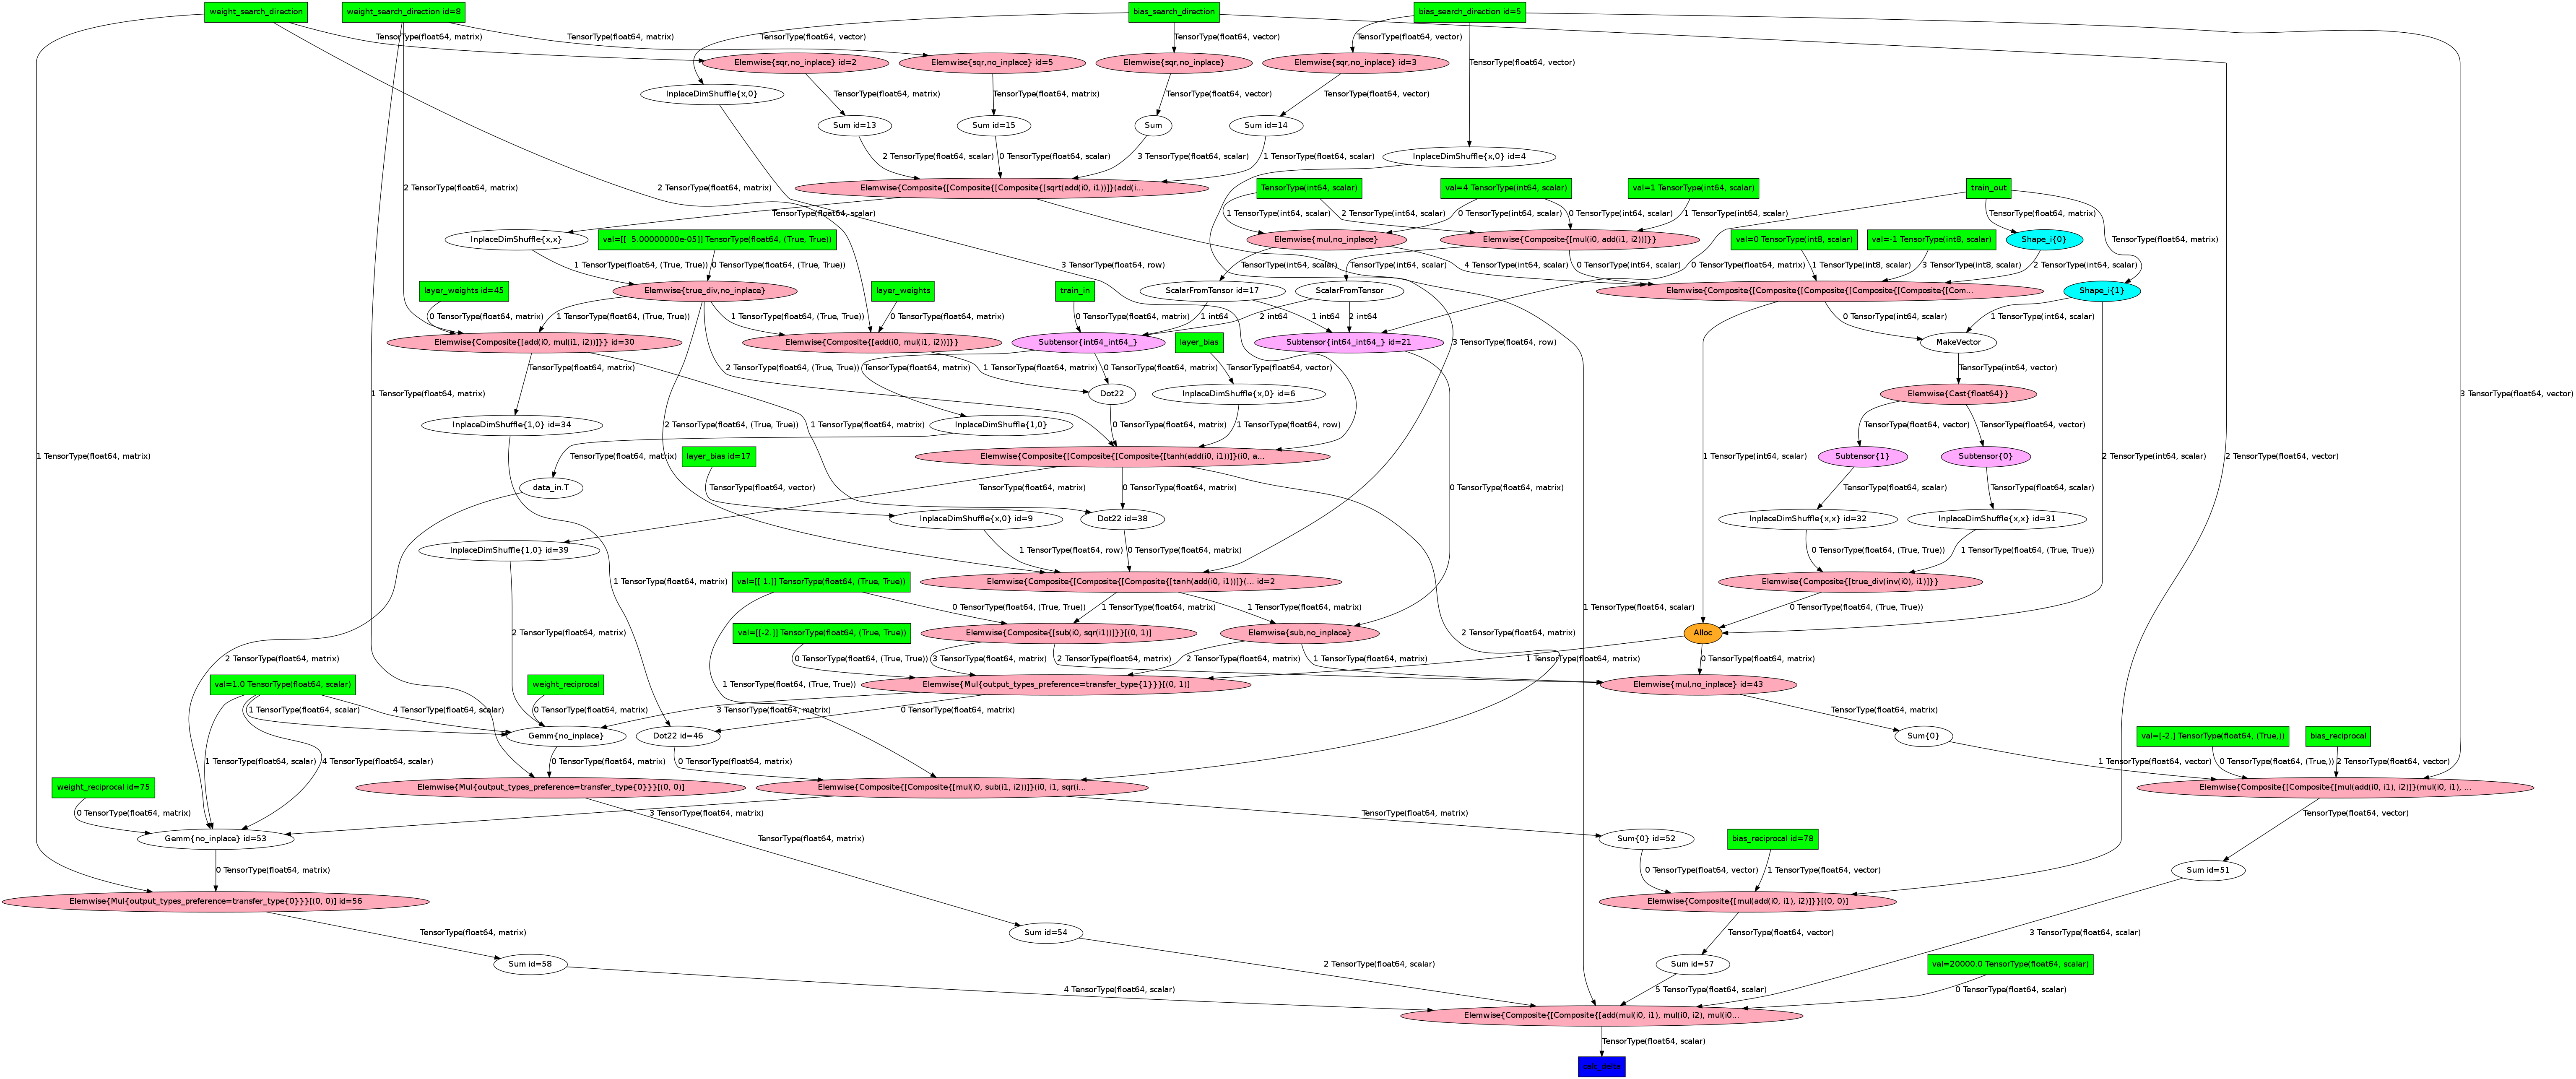 weight_search_direction
weight_search_direction id=8
bias_search_direction
bias_search_direction id=5
TensorType(float64, matrix)
TensorType(float64, matrix)
TensorType(float64, vector)
TensorType(float64, vector)
TensorType(float64, vector)
Elemwise{sqr,no_inplace} id=2
Elemwise{sqr,no_inplace} id=5
Elemwise{sqr,no_inplace}
Elemwise{sqr,no_inplace} id=3
TensorType(float64, vector)
InplaceDimShuffle{x,0}
TensorType(float64, matrix)
TensorType(float64, matrix)
TensorType(float64, vector)
TensorType(float64, vector)
Sum id=13
Sum id=15
Sum
Sum id=14
2 TensorType(float64, scalar)
0 TensorType(float64, scalar)
3 TensorType(float64, scalar)
1 TensorType(float64, scalar)
InplaceDimShuffle{x,0} id=4
2 TensorType(float64, matrix)
2 TensorType(float64, matrix)
Elemwise{Composite{[Composite{[Composite{[sqrt(add(i0, i1))]}(add(i...
TensorType(int64, scalar)
val=4 TensorType(int64, scalar)
val=1 TensorType(int64, scalar)
train_out
TensorType(float64, scalar)
1 TensorType(int64, scalar)
2 TensorType(int64, scalar)
0 TensorType(int64, scalar)
0 TensorType(int64, scalar)
1 TensorType(int64, scalar)
TensorType(float64, matrix)
InplaceDimShuffle{x,x}
val=[[  5.00000000e-05]] TensorType(float64, (True, True))
Elemwise{mul,no_inplace}
Elemwise{Composite{[mul(i0, add(i1, i2))]}}
val=0 TensorType(int8, scalar)
val=-1 TensorType(int8, scalar)
Shape_i{0}
TensorType(float64, matrix)
1 TensorType(float64, (True, True))
0 TensorType(float64, (True, True))
3 TensorType(float64, row)
TensorType(int64, scalar)
TensorType(int64, scalar)
4 TensorType(int64, scalar)
0 TensorType(int64, scalar)
0 TensorType(float64, matrix)
1 TensorType(int8, scalar)
3 TensorType(int8, scalar)
2 TensorType(int64, scalar)
layer_weights id=45
Elemwise{true_div,no_inplace}
layer_weights
train_in
ScalarFromTensor id=17
ScalarFromTensor
Elemwise{Composite{[Composite{[Composite{[Composite{[Composite{[Com...
Shape_i{1}
0 TensorType(float64, matrix)
1 TensorType(float64, (True, True))
1 TensorType(float64, (True, True))
0 TensorType(float64, matrix)
0 TensorType(float64, matrix)
1 int64
2 int64
1 int64
2 int64
0 TensorType(int64, scalar)
1 TensorType(int64, scalar)
Elemwise{Composite{[add(i0, mul(i1, i2))]}} id=30
Elemwise{Composite{[add(i0, mul(i1, i2))]}}
Subtensor{int64_int64_}
layer_bias
Subtensor{int64_int64_} id=21
3 TensorType(float64, row)
MakeVector
TensorType(float64, matrix)
2 TensorType(float64, (True, True))
TensorType(float64, matrix)
1 TensorType(float64, matrix)
0 TensorType(float64, matrix)
TensorType(float64, vector)
TensorType(int64, vector)
1 TensorType(float64, matrix)
Dot22
InplaceDimShuffle{x,0} id=6
Elemwise{Cast{float64}}
3 TensorType(float64, vector)
InplaceDimShuffle{1,0} id=34
2 TensorType(float64, (True, True))
1 TensorType(float64, matrix)
InplaceDimShuffle{1,0}
0 TensorType(float64, matrix)
1 TensorType(float64, row)
TensorType(float64, vector)
TensorType(float64, vector)
1 TensorType(float64, matrix)
TensorType(float64, matrix)
layer_bias id=17
Elemwise{Composite{[Composite{[Composite{[tanh(add(i0, i1))]}(i0, a...
1 TensorType(int64, scalar)
Subtensor{1}
Subtensor{0}
2 TensorType(int64, scalar)
2 TensorType(float64, vector)
data_in.T
TensorType(float64, vector)
TensorType(float64, matrix)
0 TensorType(float64, matrix)
0 TensorType(float64, matrix)
TensorType(float64, scalar)
TensorType(float64, scalar)
InplaceDimShuffle{x,0} id=9
Dot22 id=38
InplaceDimShuffle{x,x} id=32
InplaceDimShuffle{x,x} id=31
InplaceDimShuffle{1,0} id=39
1 TensorType(float64, row)
0 TensorType(float64, matrix)
0 TensorType(float64, (True, True))
1 TensorType(float64, (True, True))
1 TensorType(float64, matrix)
val=[[ 1.]] TensorType(float64, (True, True))
Elemwise{Composite{[Composite{[Composite{[tanh(add(i0, i1))]}(... id=2
Elemwise{Composite{[true_div(inv(i0), i1)]}}
0 TensorType(float64, (True, True))
1 TensorType(float64, matrix)
1 TensorType(float64, matrix)
1 TensorType(float64, scalar)
0 TensorType(float64, (True, True))
2 TensorType(float64, matrix)
val=[[-2.]] TensorType(float64, (True, True))
Elemwise{Composite{[sub(i0, sqr(i1))]}}[(0, 1)]
Elemwise{sub,no_inplace}
2 TensorType(float64, matrix)
Alloc
2 TensorType(float64, matrix)
0 TensorType(float64, (True, True))
3 TensorType(float64, matrix)
2 TensorType(float64, matrix)
2 TensorType(float64, matrix)
1 TensorType(float64, matrix)
1 TensorType(float64, matrix)
0 TensorType(float64, matrix)
val=1.0 TensorType(float64, scalar)
weight_reciprocal
1 TensorType(float64, (True, True))
Elemwise{Mul{output_types_preference=transfer_type{1}}}[(0, 1)]
Elemwise{mul,no_inplace} id=43
1 TensorType(float64, scalar)
4 TensorType(float64, scalar)
0 TensorType(float64, matrix)
3 TensorType(float64, matrix)
0 TensorType(float64, matrix)
TensorType(float64, matrix)
Gemm{no_inplace}
Dot22 id=46
Sum{0}
val=[-2.] TensorType(float64, (True,))
bias_reciprocal
1 TensorType(float64, scalar)
4 TensorType(float64, scalar)
0 TensorType(float64, matrix)
0 TensorType(float64, matrix)
1 TensorType(float64, vector)
0 TensorType(float64, (True,))
2 TensorType(float64, vector)
weight_reciprocal id=75
Elemwise{Mul{output_types_preference=transfer_type{0}}}[(0, 0)]
Elemwise{Composite{[Composite{[mul(i0, sub(i1, i2))]}(i0, i1, sqr(i...
Elemwise{Composite{[Composite{[mul(add(i0, i1), i2)]}(mul(i0, i1), ...
0 TensorType(float64, matrix)
3 TensorType(float64, matrix)
TensorType(float64, matrix)
TensorType(float64, vector)
Gemm{no_inplace} id=53
TensorType(float64, matrix)
Sum{0} id=52
bias_reciprocal id=78
0 TensorType(float64, matrix)
0 TensorType(float64, vector)
1 TensorType(float64, vector)
Sum id=51
Elemwise{Mul{output_types_preference=transfer_type{0}}}[(0, 0)] id=56
Elemwise{Composite{[mul(add(i0, i1), i2)]}}[(0, 0)]
TensorType(float64, matrix)
Sum id=54
TensorType(float64, vector)
3 TensorType(float64, scalar)
Sum id=58
2 TensorType(float64, scalar)
Sum id=57
val=20000.0 TensorType(float64, scalar)
4 TensorType(float64, scalar)
5 TensorType(float64, scalar)
0 TensorType(float64, scalar)
Elemwise{Composite{[Composite{[add(mul(i0, i1), mul(i0, i2), mul(i0...
TensorType(float64, scalar)